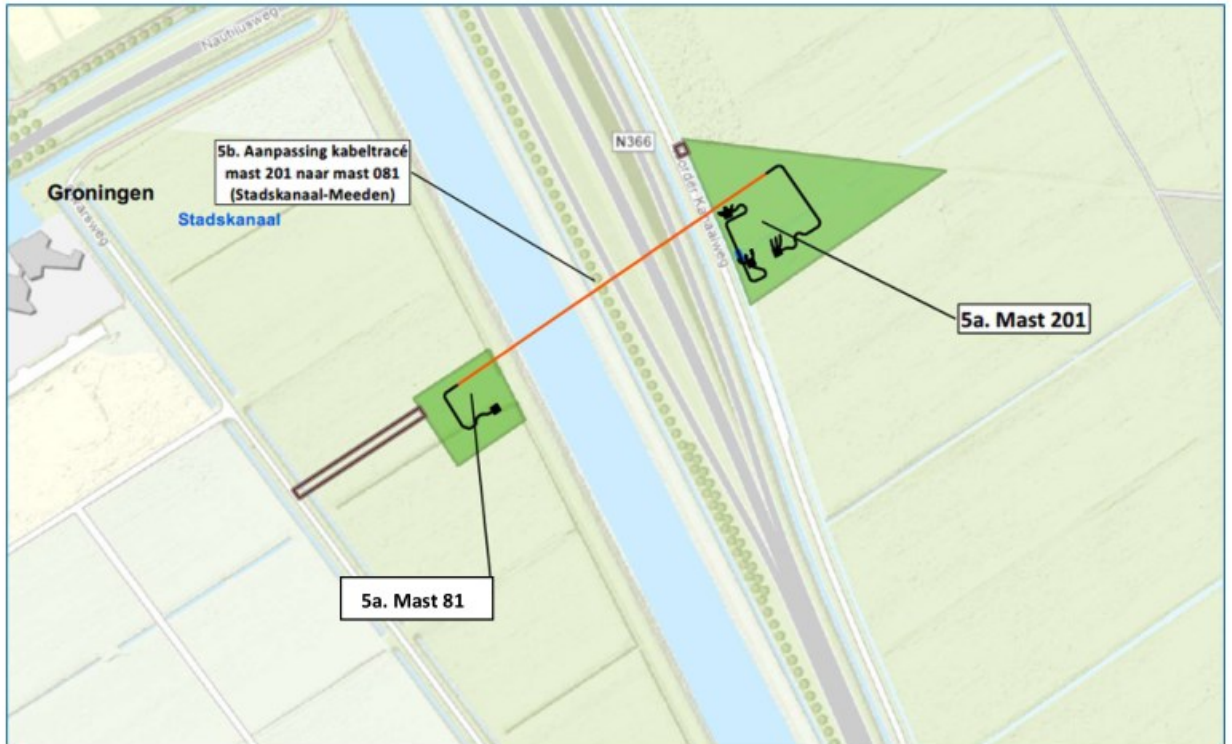 Nautilusweg
5b. Aanpassing kabeltracé
mast 201 naar mast 081
(Stadskanaal-Meeden)
N366
Groningen
Stadskanaal
5a. Mast 201
5a. Mast 81